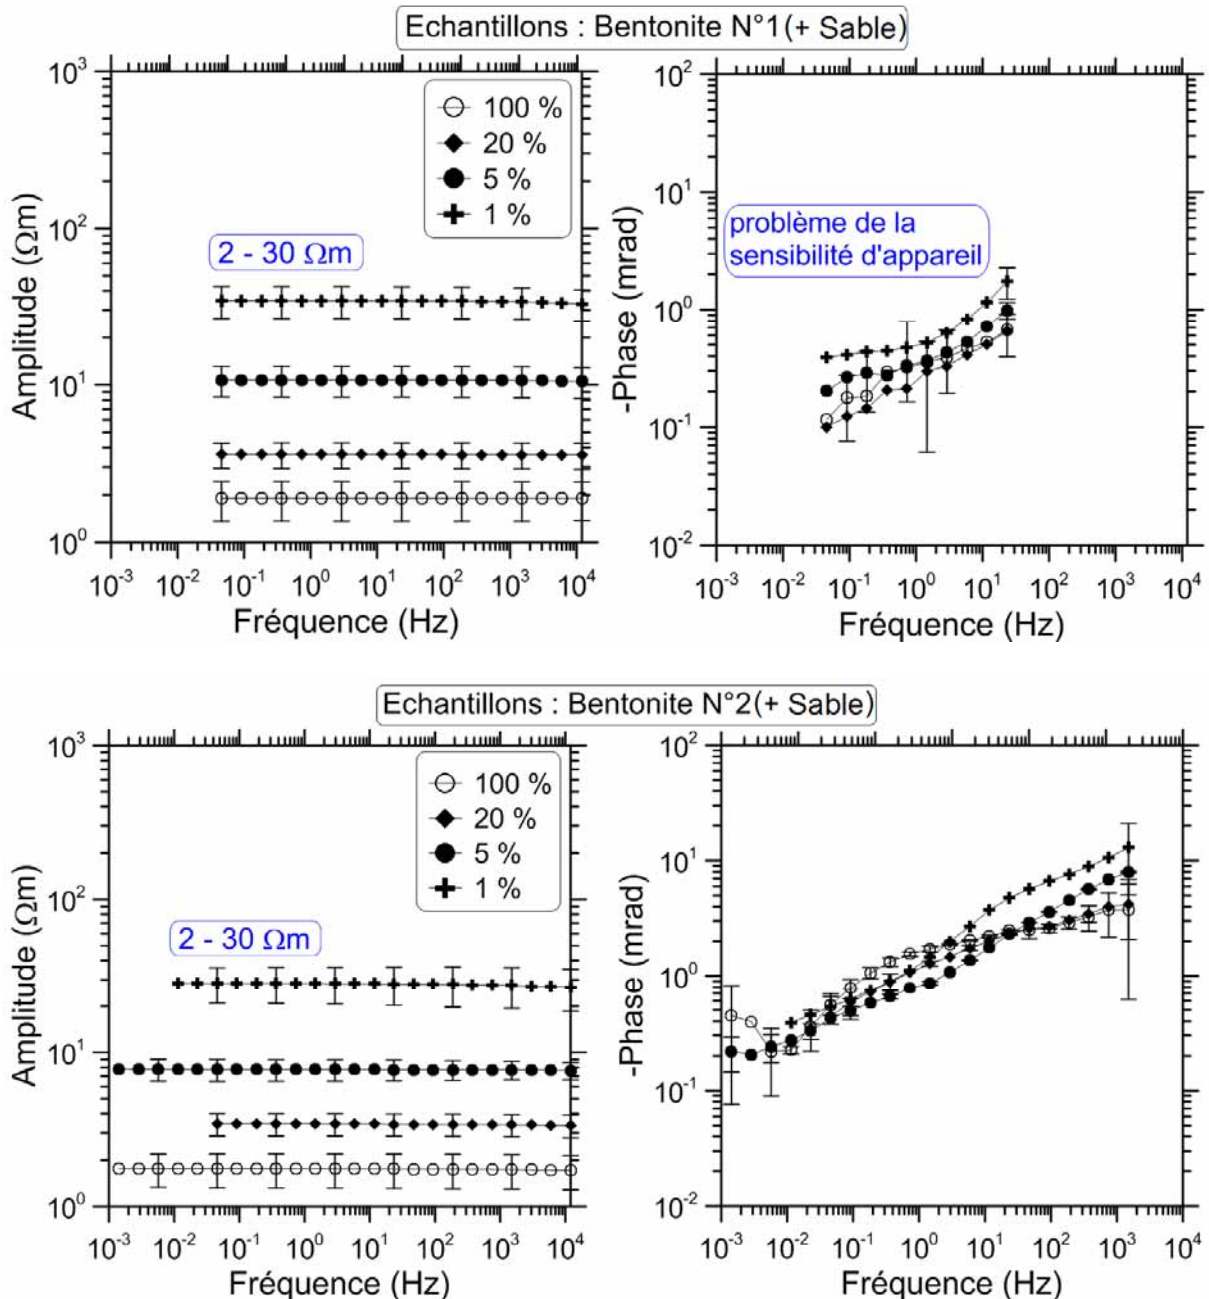 Echantillons : Bentonite N°1(+ Sable)
10³
10²
10¹
10⁰
Amplitude (Ωm)
100 %
20 %
5 %
1 %
2 - 30 Ωm
10⁻³ 10⁻² 10⁻¹ 10⁰ 10¹ 10² 10³ 10⁴
Fréquence (Hz)
10²
10¹
10⁰
10⁻¹
10⁻²
-Phase (mrad)
problème de la
sensibilité d'appareil
10⁻³ 10⁻² 10⁻¹ 10⁰ 10¹ 10² 10³ 10⁴
Fréquence (Hz)
Echantillons : Bentonite N°2(+ Sable)
10³
10²
10¹
10⁰
Amplitude (Ωm)
100 %
20 %
5 %
1 %
2 - 30 Ωm
10⁻³ 10⁻² 10⁻¹ 10⁰ 10¹ 10² 10³ 10⁴
Fréquence (Hz)
10²
10¹
10⁰
10⁻¹
10⁻²
-Phase (mrad)
10⁻³ 10⁻² 10⁻¹ 10⁰ 10¹ 10² 10³ 10⁴
Fréquence (Hz)